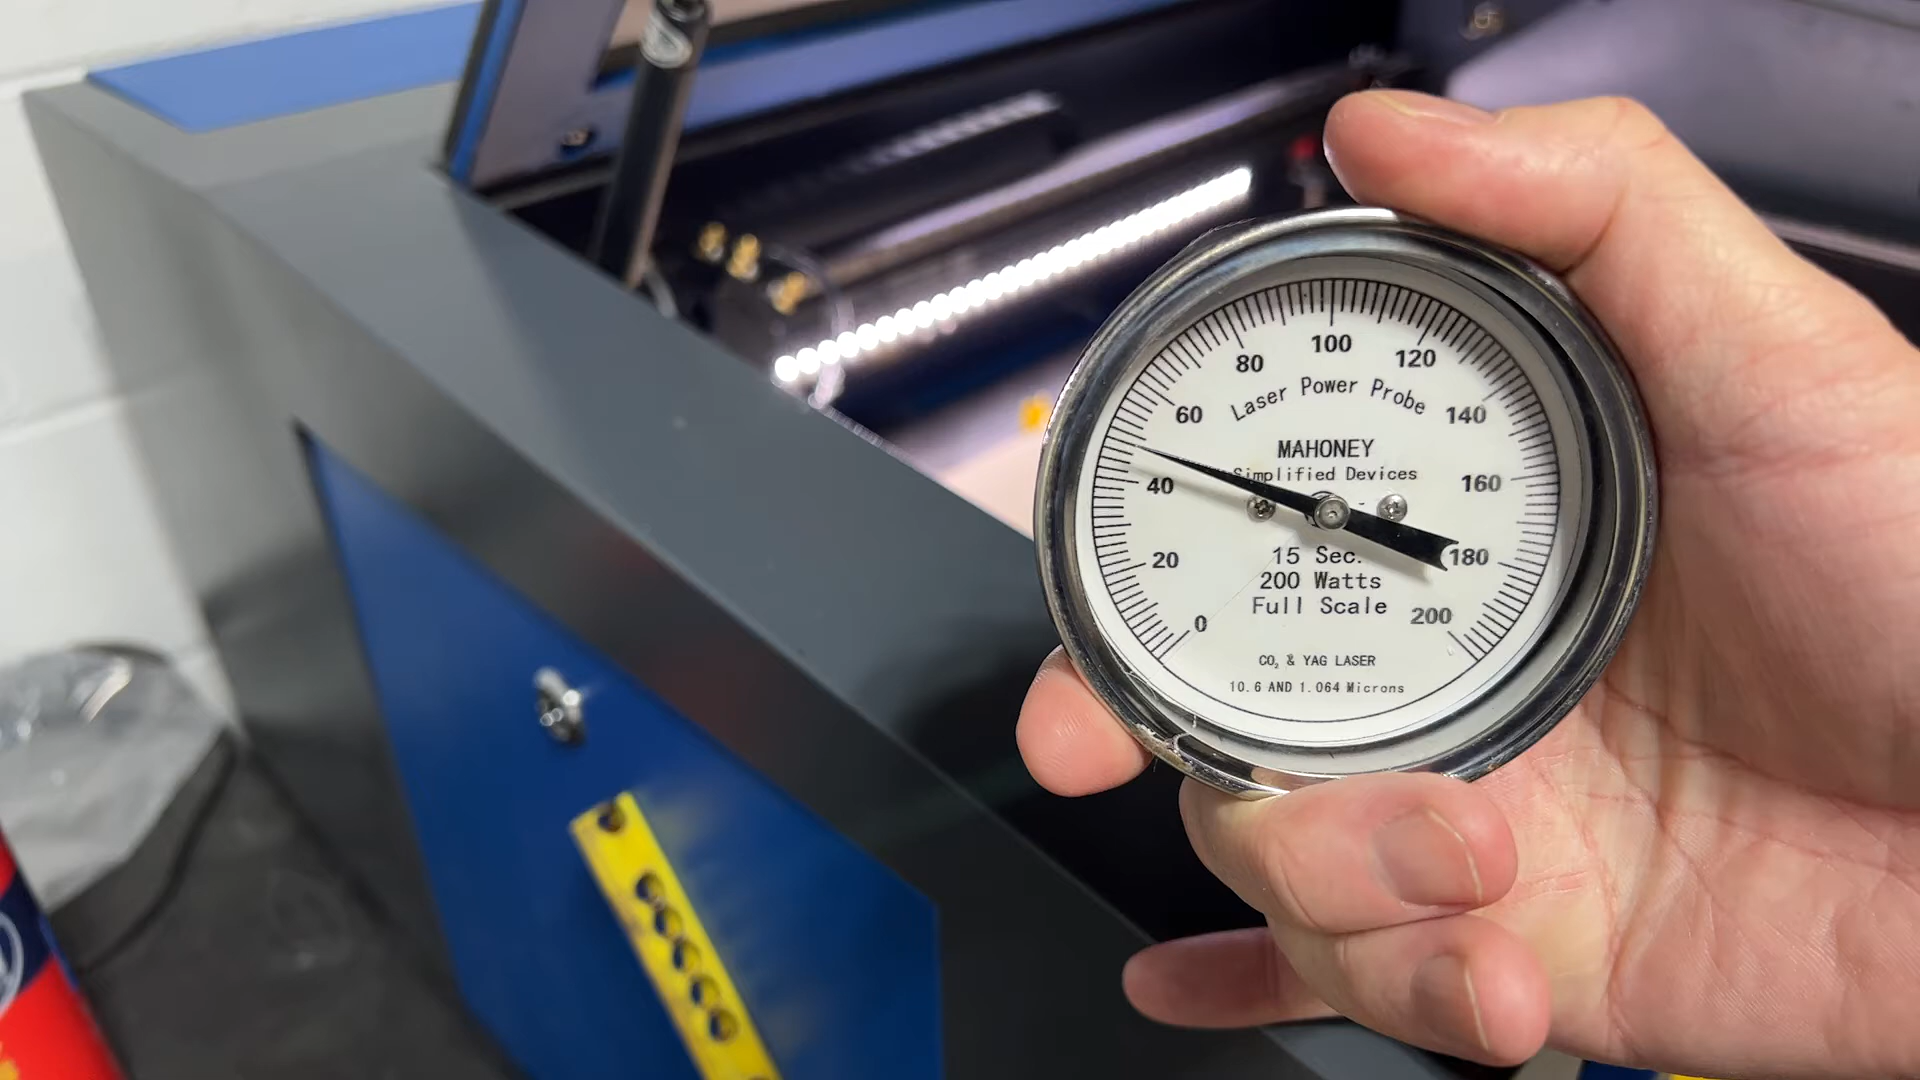 100
80
120
60
140
Laser Power Probe
MAHONEY
Simplified Devices
40
160
20
15 Sec.
180
200 Watts
0
Full Scale
200
CO₂ & YAG LASER
10.6 AND 1.064 Microns